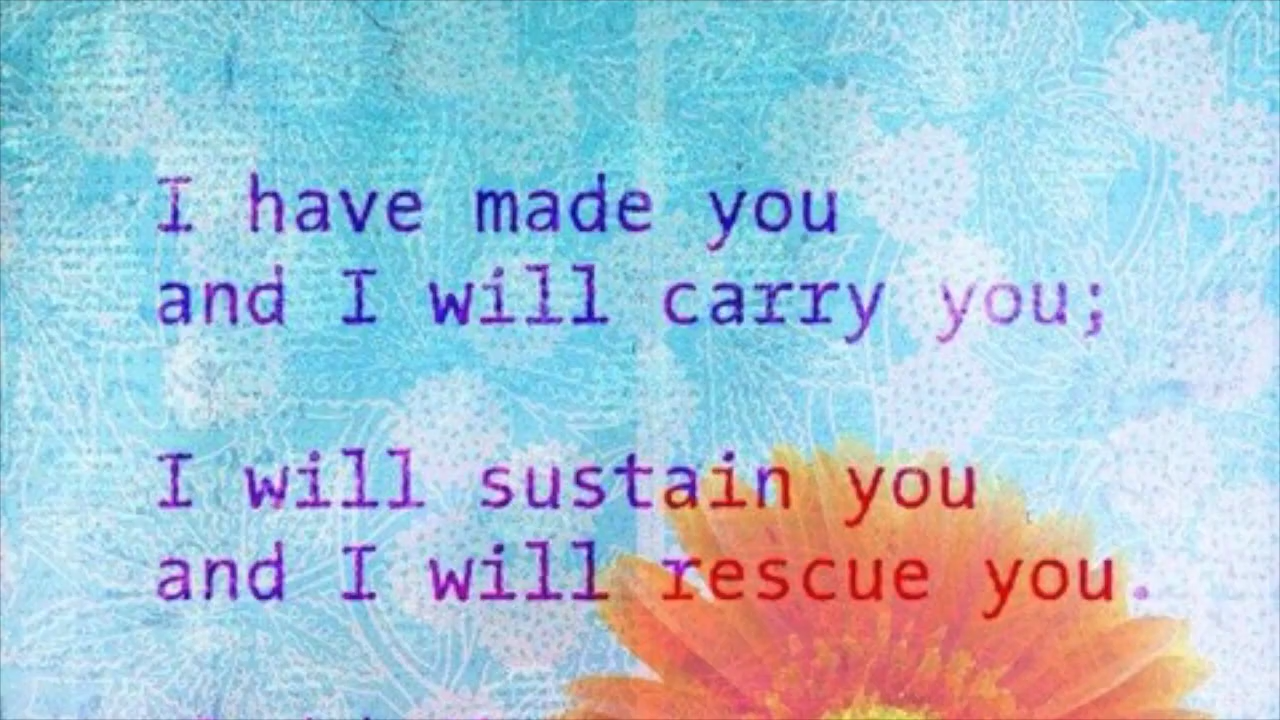 I have made you
and I will carry you;
I will sustain you
and I will rescue you.